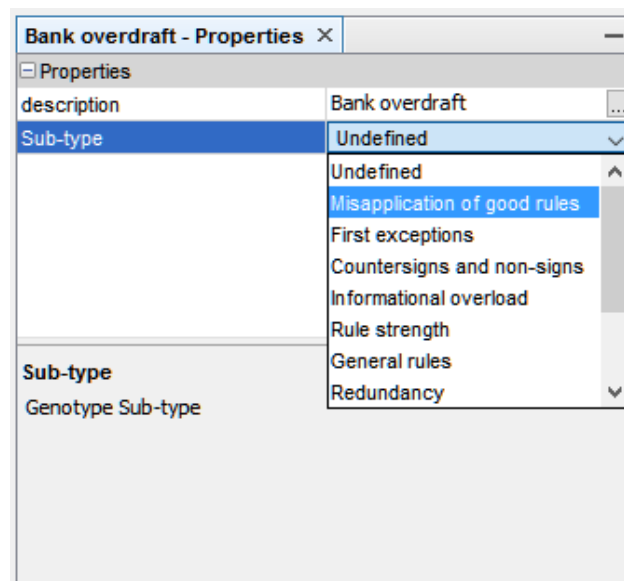 Bank overdraft - Properties ×
Properties
description Bank overdraft ...
Sub-type Undefined
Undefined
Misapplication of good rules
First exceptions
Countersigns and non-signs
Informational overload
Rule strength
General rules
Redundancy
Sub-type
Genotype Sub-type